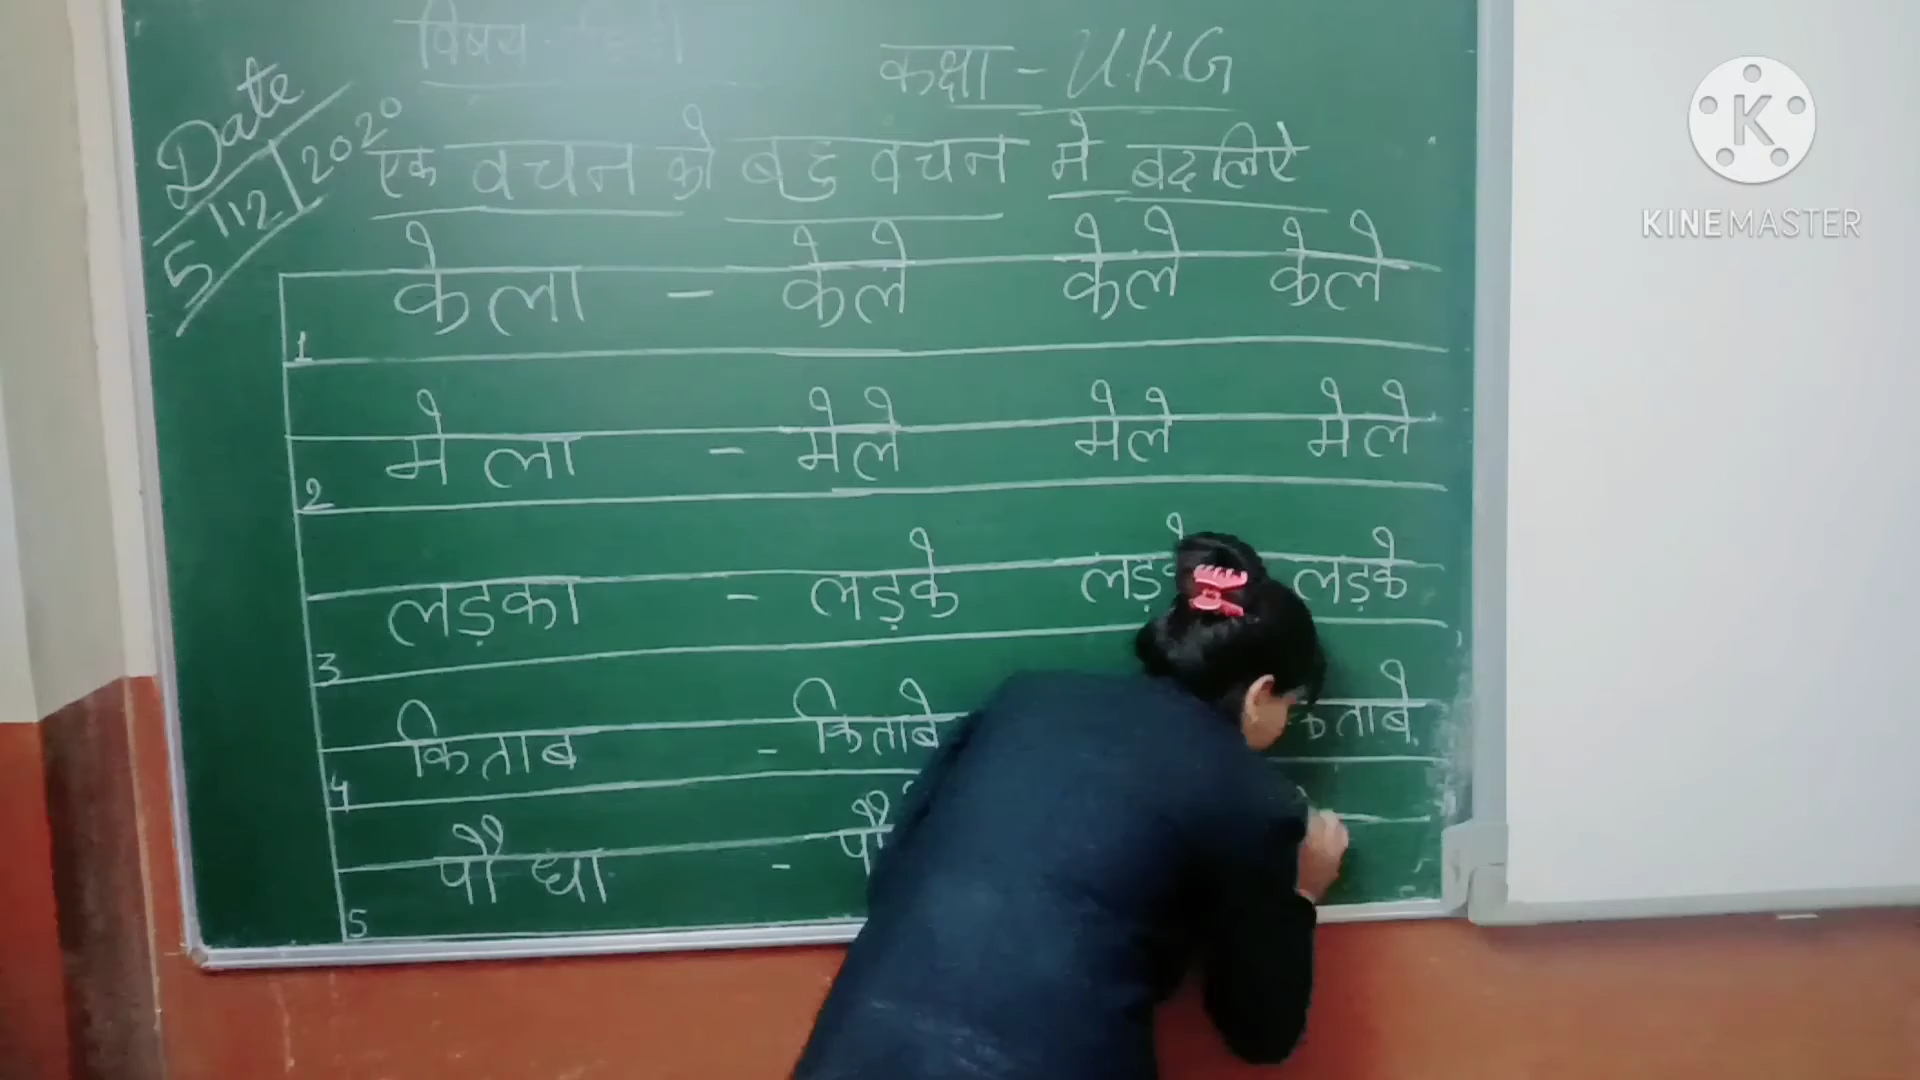 विषय - हिन्दी
कक्षा - U.K.G
Date
5/12/2020
एक वचन को बहु वचन मे बदलिए
1 केला - केले केले केले
2 मेला - मेले मेले मेले
3 लड़का - लड़के लड़के लड़के
4 किताब - किताबे
5 पौधा -
K
KINEMASTER